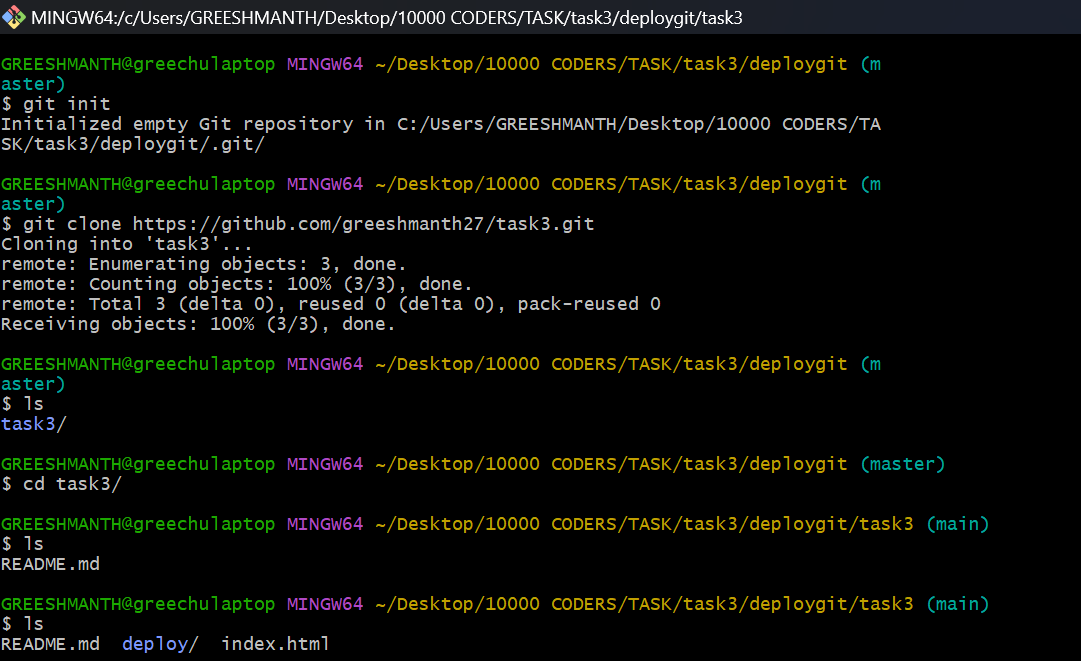 MINGW64:/c/Users/GREESHMANTH/Desktop/10000 CODERS/TASK/task3/deploygit/task3
GREESHMANTH@greechulaptop MINGW64 ~/Desktop/10000 CODERS/TASK/task3/deploygit (m
aster)
$ git init
Initialized empty Git repository in C:/Users/GREESHMANTH/Desktop/10000 CODERS/TA
SK/task3/deploygit/.git/
GREESHMANTH@greechulaptop MINGW64 ~/Desktop/10000 CODERS/TASK/task3/deploygit (m
aster)
$ git clone https://github.com/greeshmanth27/task3.git
Cloning into 'task3'...
remote: Enumerating objects: 3, done.
remote: Counting objects: 100% (3/3), done.
remote: Total 3 (delta 0), reused 0 (delta 0), pack-reused 0
Receiving objects: 100% (3/3), done.
GREESHMANTH@greechulaptop MINGW64 ~/Desktop/10000 CODERS/TASK/task3/deploygit (m
aster)
$ ls
task3/
GREESHMANTH@greechulaptop MINGW64 ~/Desktop/10000 CODERS/TASK/task3/deploygit (master)
$ cd task3/
GREESHMANTH@greechulaptop MINGW64 ~/Desktop/10000 CODERS/TASK/task3/deploygit/task3 (main)
$ ls
README.md
GREESHMANTH@greechulaptop MINGW64 ~/Desktop/10000 CODERS/TASK/task3/deploygit/task3 (main)
$ ls
README.md  deploy/  index.html